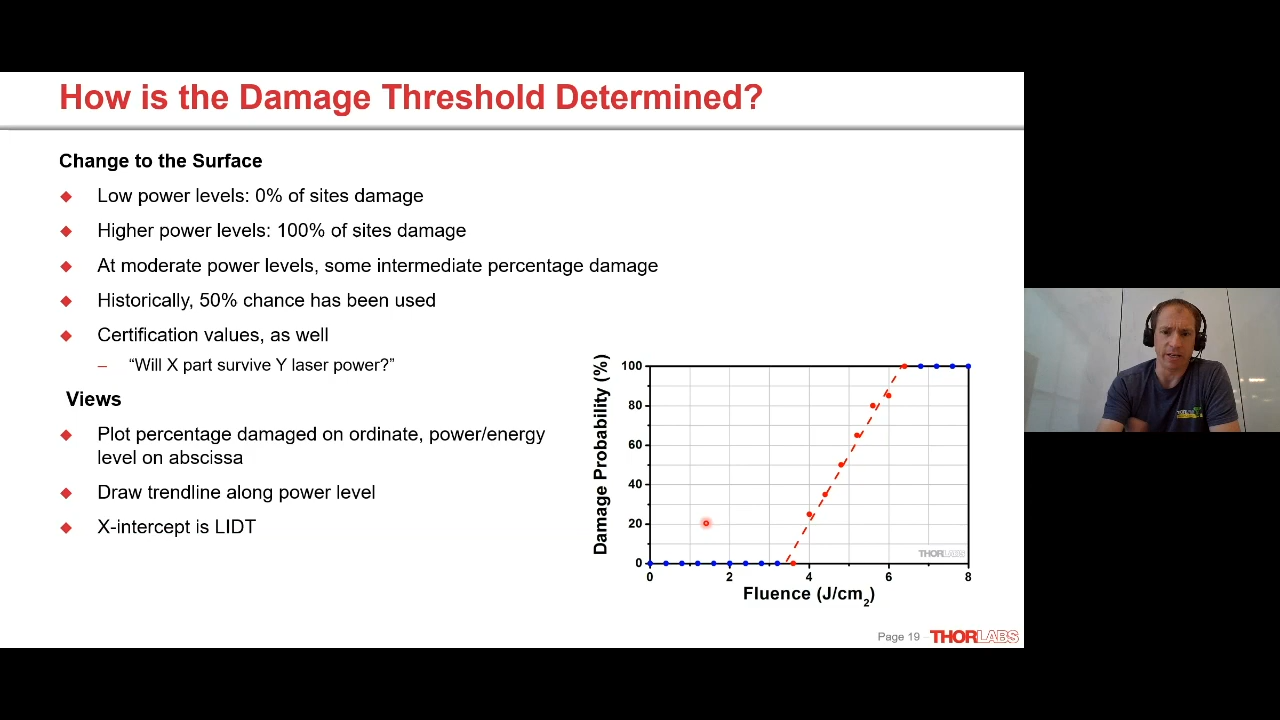 How is the Damage Threshold Determined?
Change to the Surface
Low power levels: 0% of sites damage
Higher power levels: 100% of sites damage
At moderate power levels, some intermediate percentage damage
Historically, 50% chance has been used
Certification values, as well
– “Will X part survive Y laser power?”
Views
Plot percentage damaged on ordinate, power/energy
level on abscissa
Draw trendline along power level
X-intercept is LIDT
Damage Probability (%)
100
80
60
40
20
0
0 2 4 6 8
Fluence (J/cm2)
THORLABS
Page 19 THORLABS